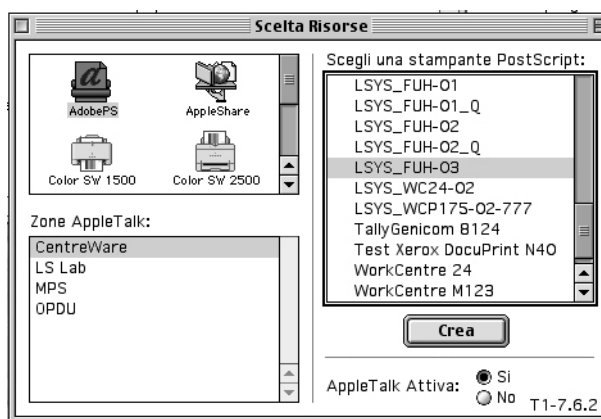 Scelta Risorse
AdobePS
AppleShare
Color SW 1500
Color SW 2500
Zone AppleTalk:
CentreWare
LS Lab
MPS
OPDU
Scegli una stampante PostScript:
LSYS_FUH-01
LSYS_FUH-01_Q
LSYS_FUH-02
LSYS_FUH-02_Q
LSYS_FUH-03
LSYS_WC24-02
LSYS_WCP175-02-777
TallyGenicom 8124
Test Xerox DocuPrint N40
WorkCentre 24
WorkCentre M123
Crea
AppleTalk Attiva:
Si
No
T1-7.6.2